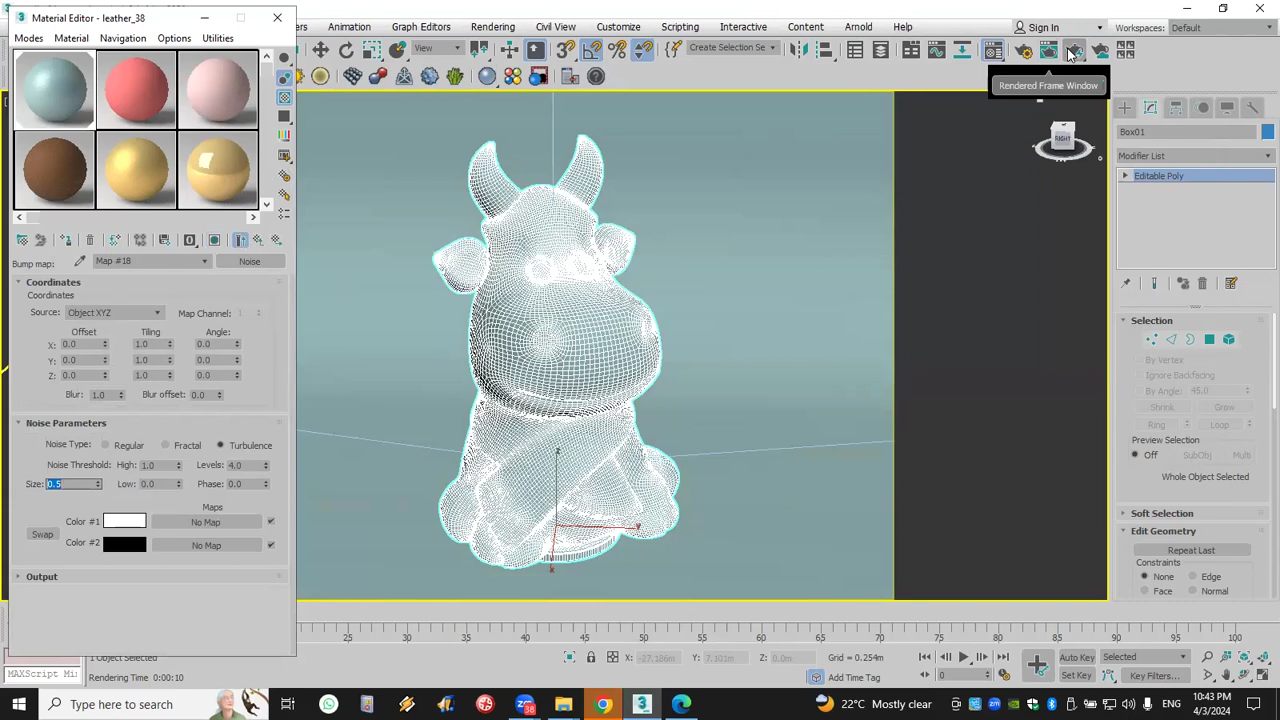 Material Editor - leather_38
Modes Material Navigation Options Utilities
Animation Graph Editors Rendering Civil View Customize Scripting Interactive Content Arnold Help
Sign In
Workspaces: Default
View
Create Selection Se
Rendered Frame Window
RIGHT
Box01
Modifier List
Editable Poly
Bump map: Map #18 Noise
Coordinates
Coordinates
Source: Object XYZ Map Channel: 1
Offset Tiling Angle:
X: 0.0 1.0 0.0
Y: 0.0 1.0 0.0
Z: 0.0 1.0 0.0
Blur: 1.0 Blur offset: 0.0
Noise Parameters
Noise Type: Regular Fractal Turbulence
Noise Threshold: High: 1.0 Levels: 4.0
Size: 0.5 Low: 0.0 Phase: 0.0
Maps
Color #1 No Map
Swap
Color #2 No Map
Output
z
y
x
Selection
By Vertex
Ignore Backfacing
By Angle: 45.0
Shrink Grow
Ring Loop
Preview Selection
Off SubObj Multi
Whole Object Selected
Soft Selection
Edit Geometry
Repeat Last
Constraints
None Edge
Face Normal
25 30 35 40 45 50 55 60 65 70 75 80 85 90 95 100
1 Object Selected
X: -27.186m Y: 7.101m Z: 0.0m Grid = 0.254m
Auto Key Selected
MAXScript Mi
Rendering Time 0:00:10
Add Time Tag
0
Set Key Key Filters...
Type here to search
22°C Mostly clear
10:43 PM
4/3/2024